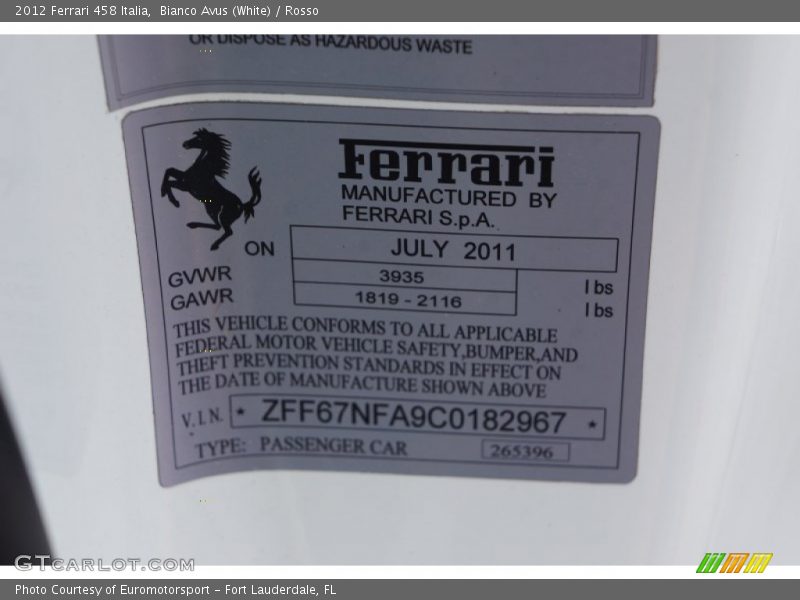 2012 Ferrari 458 Italia, Bianco Avus (White) / Rosso
OR DISPOSE AS HAZARDOUS WASTE
Ferrari
MANUFACTURED BY
FERRARI S.p.A.
ON JULY 2011
GVWR 3935 lbs
GAWR 1819 - 2116 lbs
THIS VEHICLE CONFORMS TO ALL APPLICABLE
FEDERAL MOTOR VEHICLE SAFETY,BUMPER,AND
THEFT PREVENTION STANDARDS IN EFFECT ON
THE DATE OF MANUFACTURE SHOWN ABOVE
V.I.N. * ZFF67NFA9C0182967 *
TYPE: PASSENGER CAR 265396
GTCARLOT.COM
Photo Courtesy of Euromotorsport – Fort Lauderdale, FL